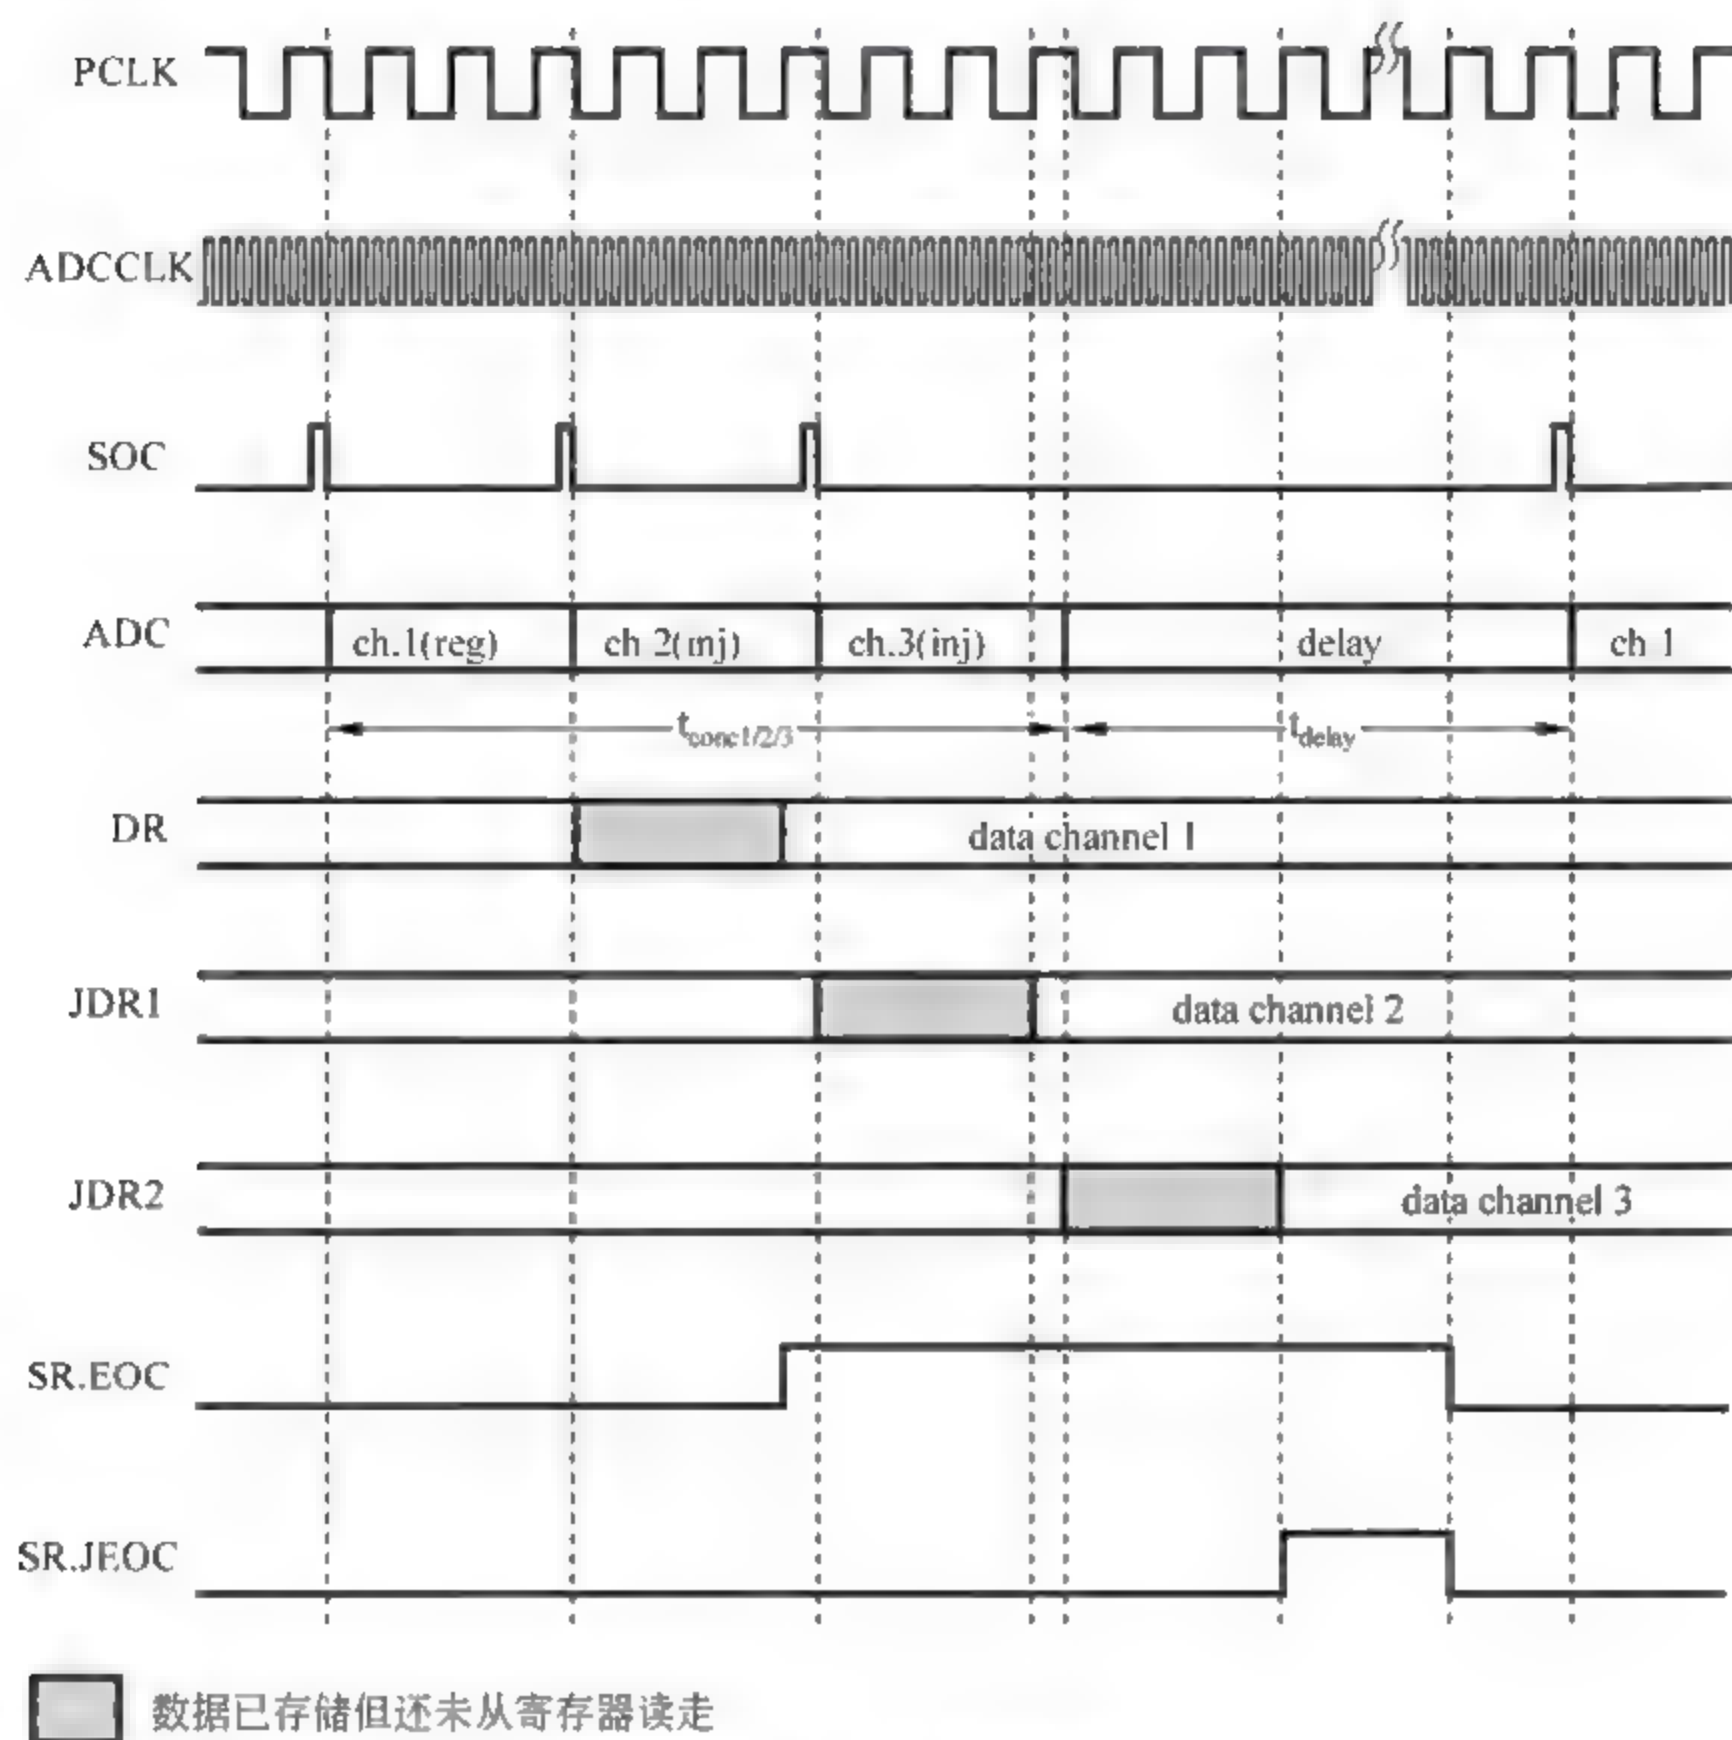 PCLK
ADCCLK
SOC
ADC
ch.1(reg)
ch 2(inj)
ch.3(inj)
delay
ch 1
tconc1/2/3
tdelay
DR
data channel 1
JDR1
data channel 2
JDR2
data channel 3
SR.EOC
SR.JEOC
数据已存储但还未从寄存器读走